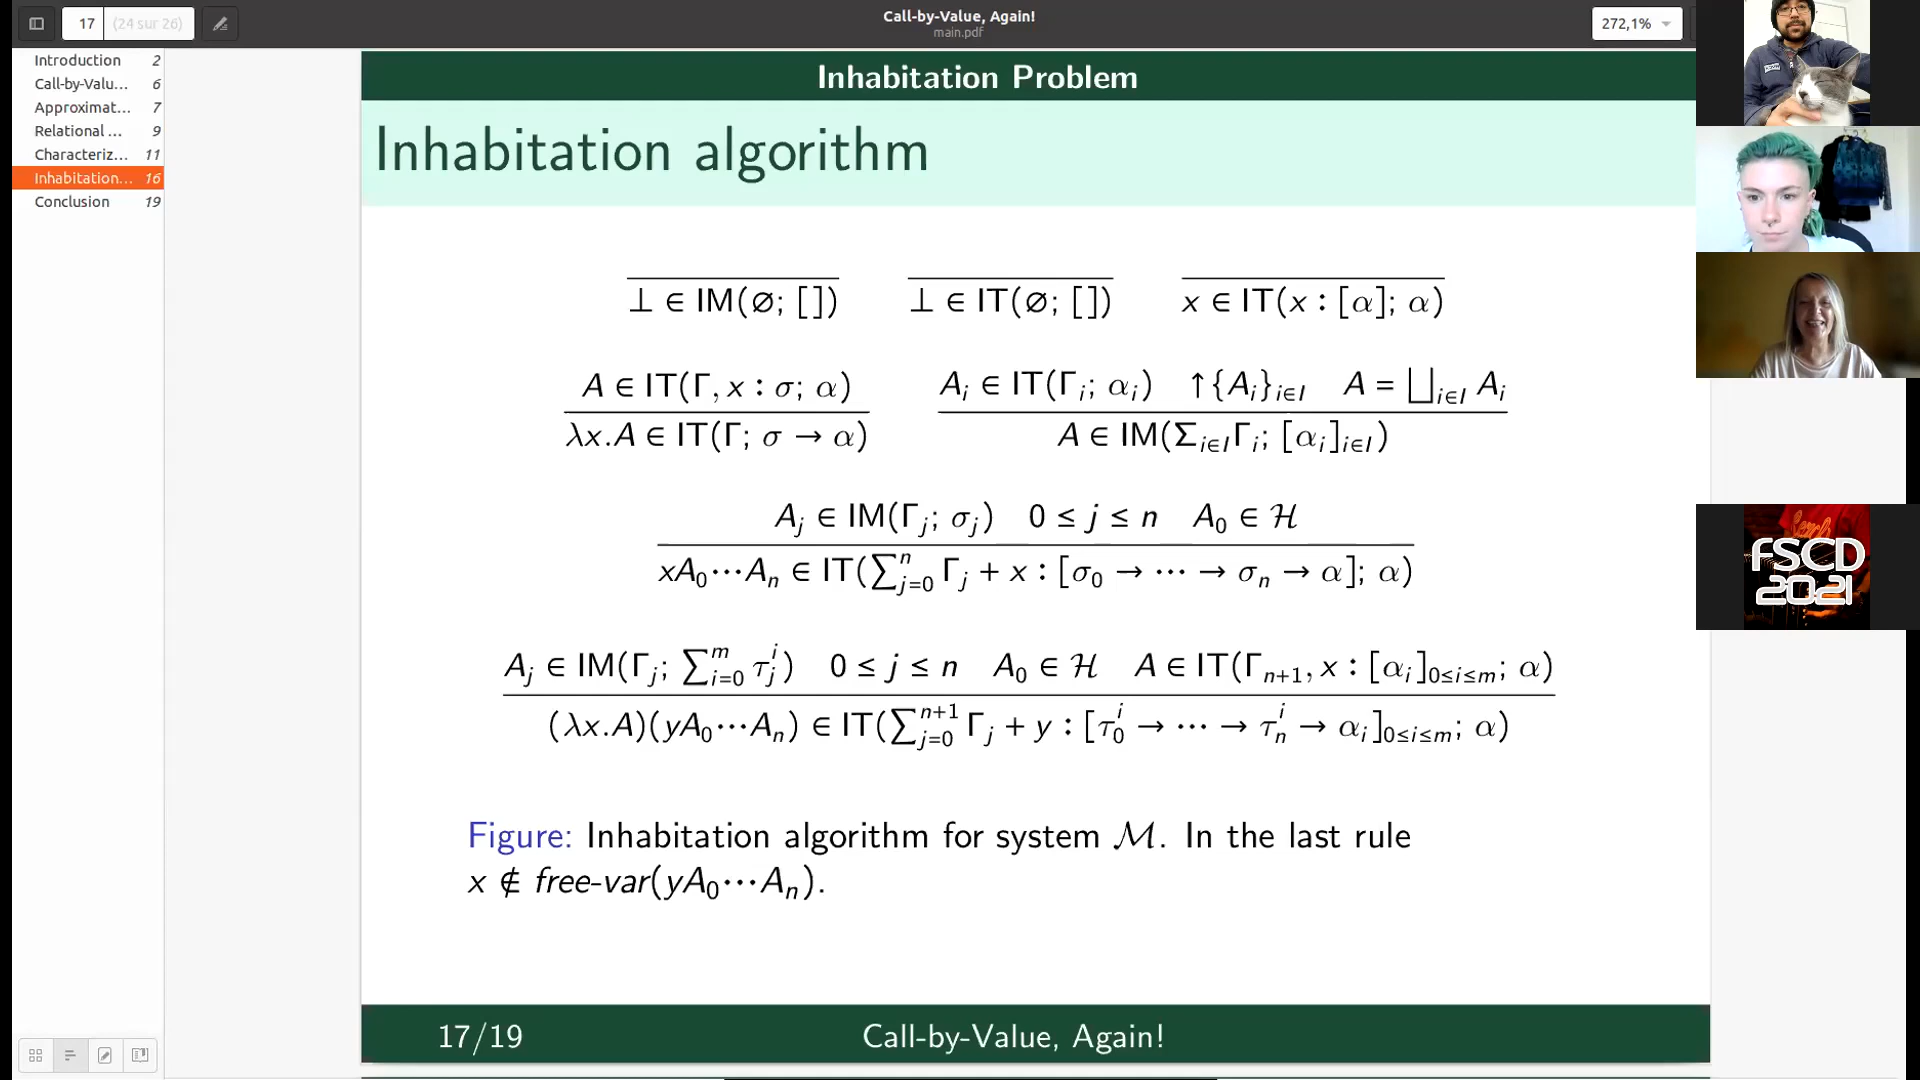 17 (24 sur 26)
Call-by-Value, Again!
main.pdf
272,1%
Introduction 2
Call-by-Valu… 6
Approximat… 7
Relational … 9
Characteriz… 11
Inhabitation… 16
Conclusion 19
Inhabitation Problem
Inhabitation algorithm
⊥ ∈ IM(∅; [ ]) ⊥ ∈ IT(∅; [ ]) x ∈ IT(x : [α]; α)
A ∈ IT(Γ, x : σ; α) A_i ∈ IT(Γ_i; α_i) ↑{A_i}_{i∈I} A = ⨆_{i∈I} A_i
λx.A ∈ IT(Γ; σ → α) A ∈ IM(Σ_{i∈I}Γ_i; [α_i]_{i∈I})
A_j ∈ IM(Γ_j; σ_j) 0 ≤ j ≤ n A_0 ∈ ℋ
xA_0⋯A_n ∈ IT(∑_{j=0}^{n} Γ_j + x : [σ_0 → ⋯ → σ_n → α]; α)
A_j ∈ IM(Γ_j; ∑_{i=0}^{m} τ_j^i) 0 ≤ j ≤ n A_0 ∈ ℋ A ∈ IT(Γ_{n+1}, x : [α_i]_{0≤i≤m}; α)
(λx.A)(yA_0⋯A_n) ∈ IT(∑_{j=0}^{n+1} Γ_j + y : [τ_0^i → ⋯ → τ_n^i → α_i]_{0≤i≤m}; α)
Figure: Inhabitation algorithm for system ℳ. In the last rule
x ∉ free-var(yA_0⋯A_n).
17/19 Call-by-Value, Again!
FSCD
2021